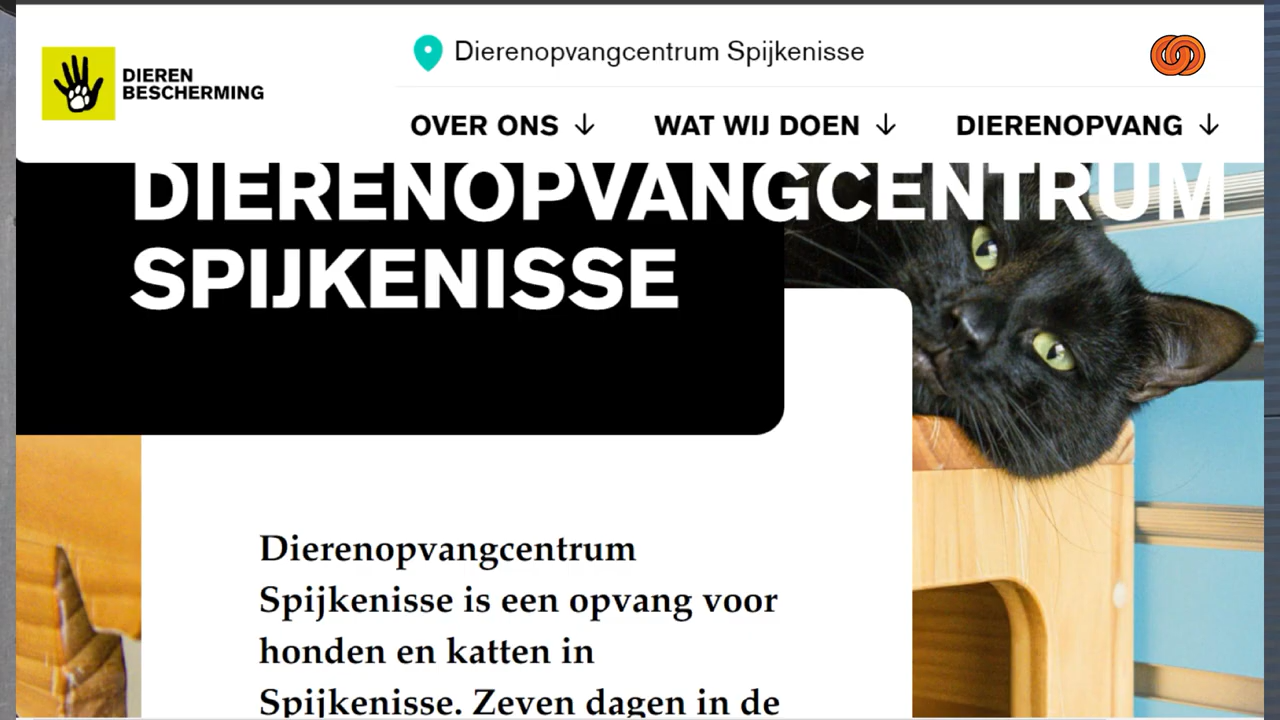 DIEREN
BESCHERMING
Dierenopvangcentrum Spijkenisse
OVER ONS
WAT WIJ DOEN
DIERENOPVANG
DIERENOPVANGCENTRUM
SPIJKENISSE
Dierenopvangcentrum
Spijkenisse is een opvang voor
honden en katten in
Spijkenisse. Zeven dagen in de